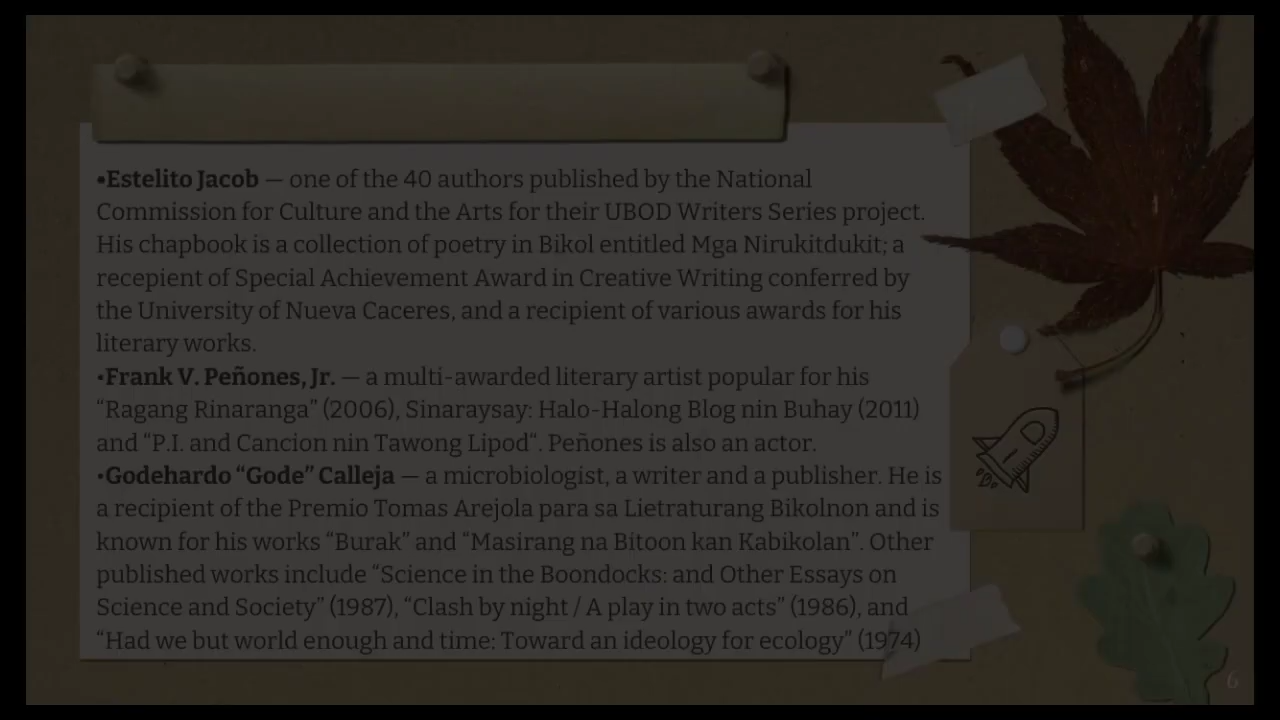 •Estelito Jacob — one of the 40 authors published by the National
Commission for Culture and the Arts for their UBOD Writers Series project.
His chapbook is a collection of poetry in Bikol entitled Mga Nirukitdukit; a
recepient of Special Achievement Award in Creative Writing conferred by
the University of Nueva Caceres, and a recipient of various awards for his
literary works.
•Frank V. Peñones, Jr. — a multi-awarded literary artist popular for his
“Ragang Rinaranga” (2006), Sinaraysay: Halo-Halong Blog nin Buhay (2011)
and “P.I. and Cancion nin Tawong Lipod“. Peñones is also an actor.
•Godehardo “Gode” Calleja — a microbiologist, a writer and a publisher. He is
a recipient of the Premio Tomas Arejola para sa Lietraturang Bikolnon and is
known for his works “Burak” and “Masirang na Bitoon kan Kabikolan”. Other
published works include “Science in the Boondocks: and Other Essays on
Science and Society” (1987), “Clash by night / A play in two acts” (1986), and
“Had we but world enough and time: Toward an ideology for ecology” (1974)
6